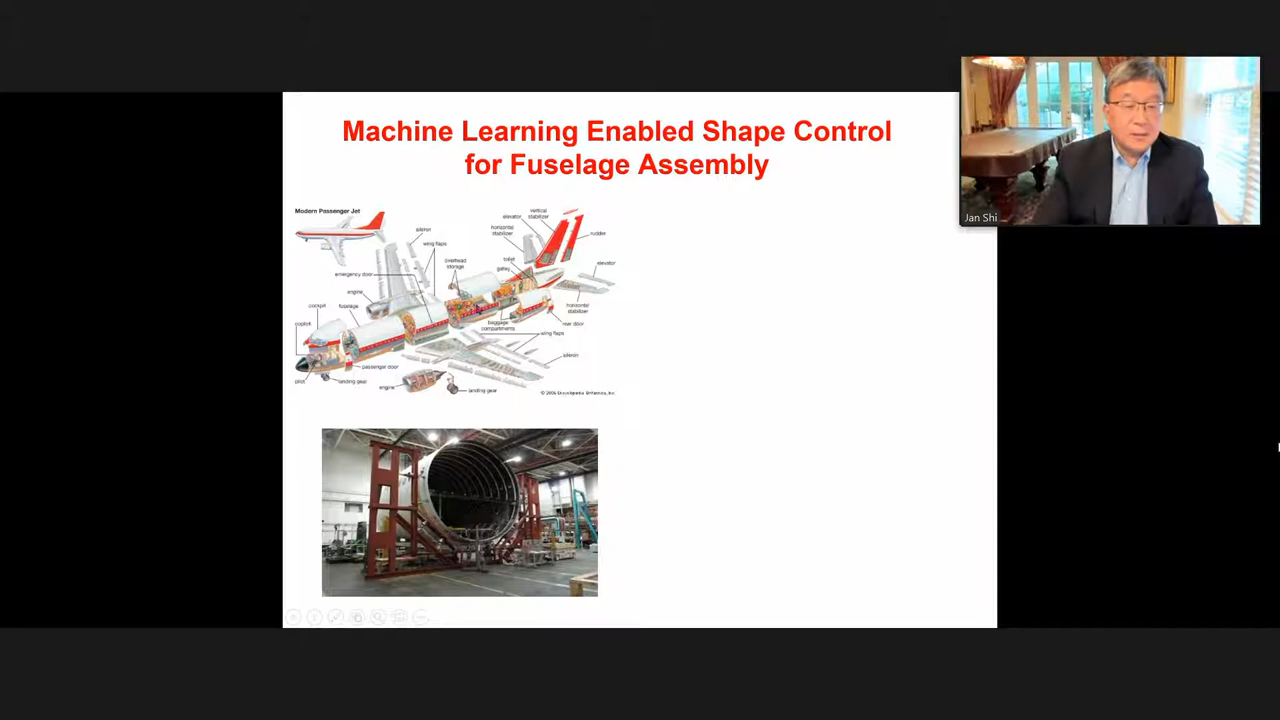 Machine Learning Enabled Shape Control
for Fuselage Assembly
Jan Shi
Modern Passenger Jet
vertical
stabilizer
elevator
horizontal
stabilizer
rudder
aileron
wing flaps
toilet
galley
overhead
storage
elevator
emergency door
engine
horizontal
stabilizer
cockpit
fuselage
baggage
compartments
rear door
copilot
wing flaps
aileron
passenger door
pilot
landing gear
engine
landing gear